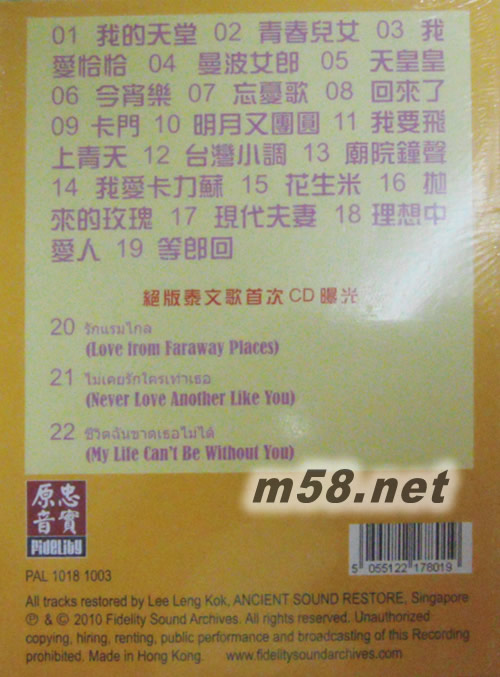 01 我的天堂 02 青春兒女 03 我
愛恰恰 04 曼波女郎 05 天皇皇
06 今宵樂 07 忘憂歌 08 回來了
09 卡門 10 明月又團圓 11 我要飛
上青天 12 台灣小調 13 廟院鐘聲
14 我愛卡力蘇 15 花生米 16 拋
來的玫瑰 17 現代夫妻 18 理想中
愛人 19 等郎回
絕版泰文歌首次CD曝光
20 รักแรมไกล
(Love from Faraway Places)
21 ไม่เคยรักใครเท่าเธอ
(Never Love Another Like You)
22 ชีวิตฉันขาดเธอไม่ได้
(My Life Can't Be Without You)
m58.net
原忠
音實
FideLity
5 055122 178019
PAL 1018 1003
All tracks restored by Lee Leng Kok, ANCIENT SOUND RESTORE, Singapore
℗ & © 2010 Fidelity Sound Archives. All rights reserved. Unauthorized
copying, hiring, renting, public performance and broadcasting of this Recording
prohibited. Made in Hong Kong. www.fidelitysoundarchives.com